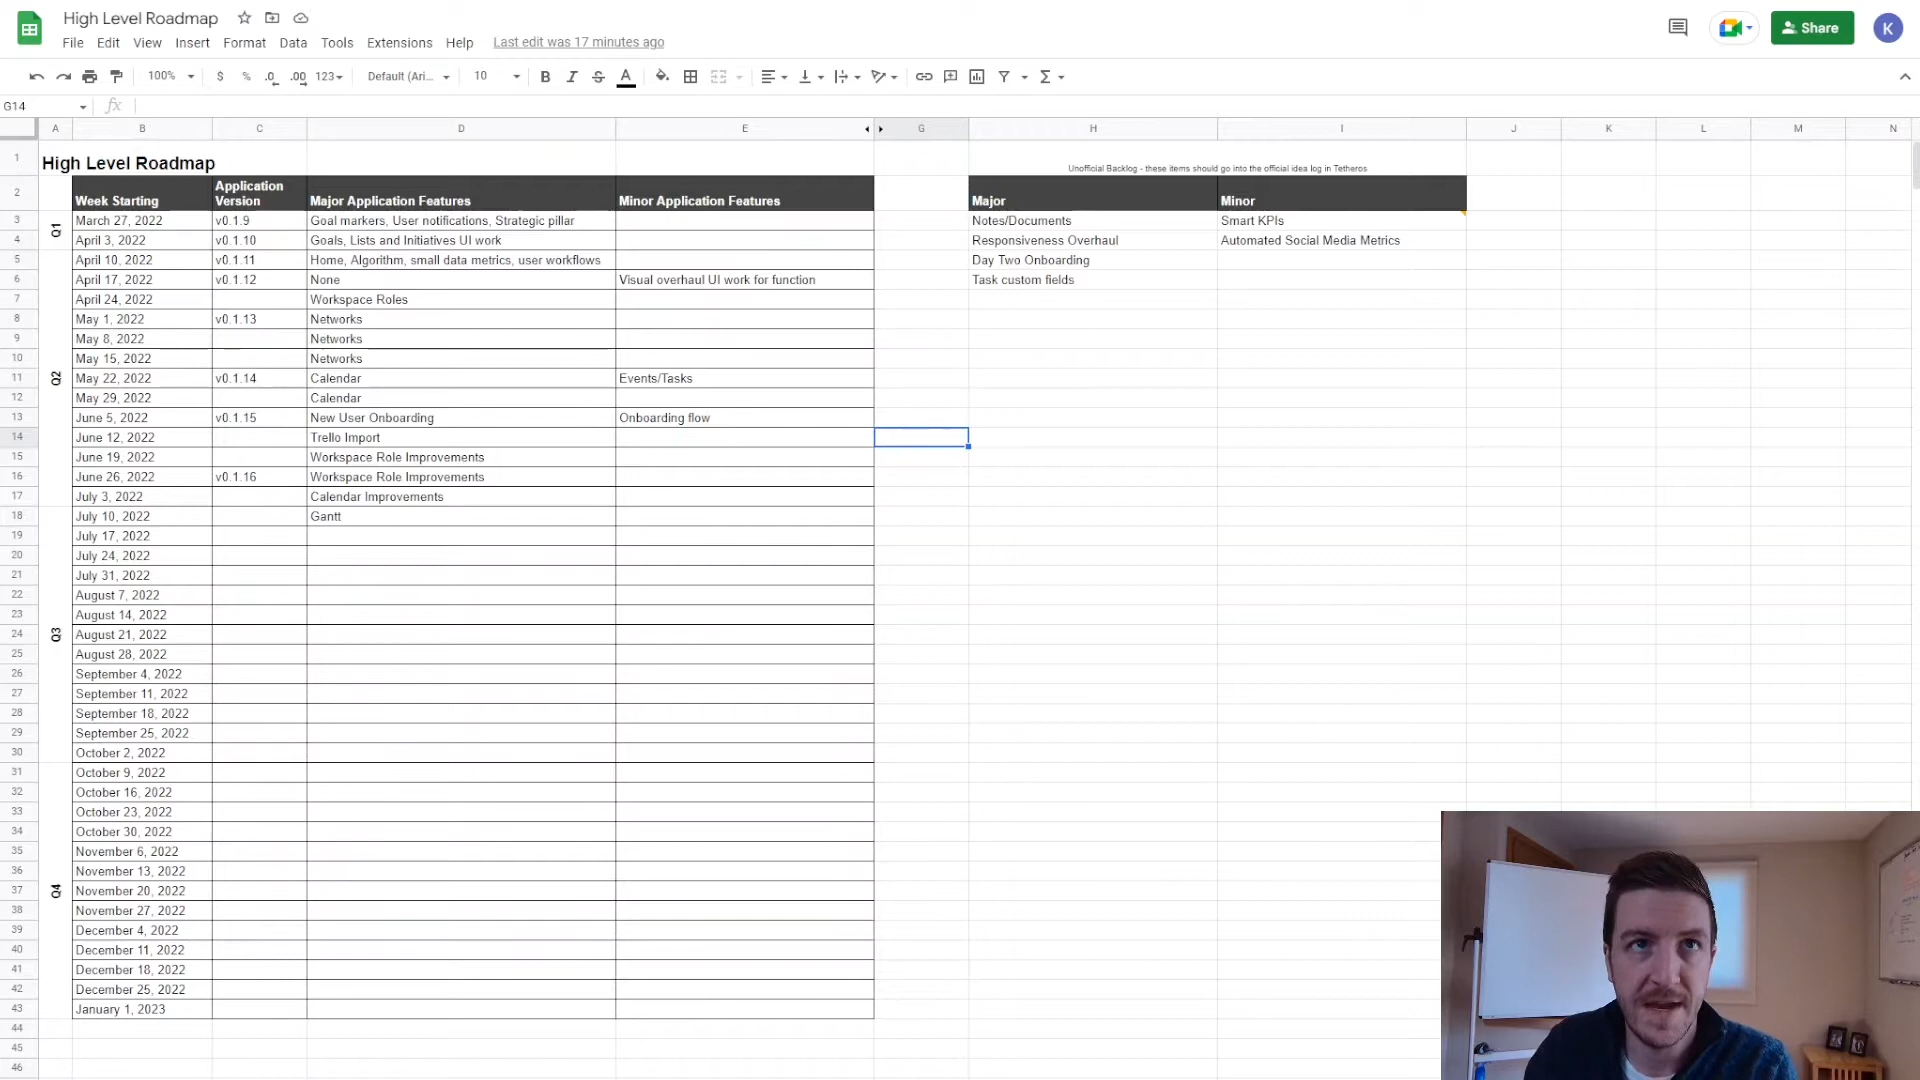 High Level Roadmap
File Edit View Insert Format Data Tools Extensions Help Last edit was 17 minutes ago
Share
K
100% $ % .0 .00 123 Default (Ari... 10 B I S A Σ
G14 fx
A B C D E G H I J K L M N
1 High Level Roadmap Unofficial Backlog - these items should go into the official idea log in Tetheros
2 Week Starting Application Version Major Application Features Minor Application Features Major Minor
Q1
3 March 27, 2022 v0.1.9 Goal markers, User notifications, Strategic pillar Notes/Documents Smart KPIs
4 April 3, 2022 v0.1.10 Goals, Lists and Initiatives UI work Responsiveness Overhaul Automated Social Media Metrics
5 April 10, 2022 v0.1.11 Home, Algorithm, small data metrics, user workflows Day Two Onboarding
6 April 17, 2022 v0.1.12 None Visual overhaul UI work for function Task custom fields
7 April 24, 2022 Workspace Roles
8 May 1, 2022 v0.1.13 Networks
9 May 8, 2022 Networks
10 May 15, 2022 Networks
Q2
11 May 22, 2022 v0.1.14 Calendar Events/Tasks
12 May 29, 2022 Calendar
13 June 5, 2022 v0.1.15 New User Onboarding Onboarding flow
14 June 12, 2022 Trello Import
15 June 19, 2022 Workspace Role Improvements
16 June 26, 2022 v0.1.16 Workspace Role Improvements
17 July 3, 2022 Calendar Improvements
18 July 10, 2022 Gantt
19 July 17, 2022
20 July 24, 2022
21 July 31, 2022
22 August 7, 2022
23 August 14, 2022
Q3
24 August 21, 2022
25 August 28, 2022
26 September 4, 2022
27 September 11, 2022
28 September 18, 2022
29 September 25, 2022
30 October 2, 2022
31 October 9, 2022
32 October 16, 2022
33 October 23, 2022
34 October 30, 2022
35 November 6, 2022
36 November 13, 2022
Q4
37 November 20, 2022
38 November 27, 2022
39 December 4, 2022
40 December 11, 2022
41 December 18, 2022
42 December 25, 2022
43 January 1, 2023
44
45
46